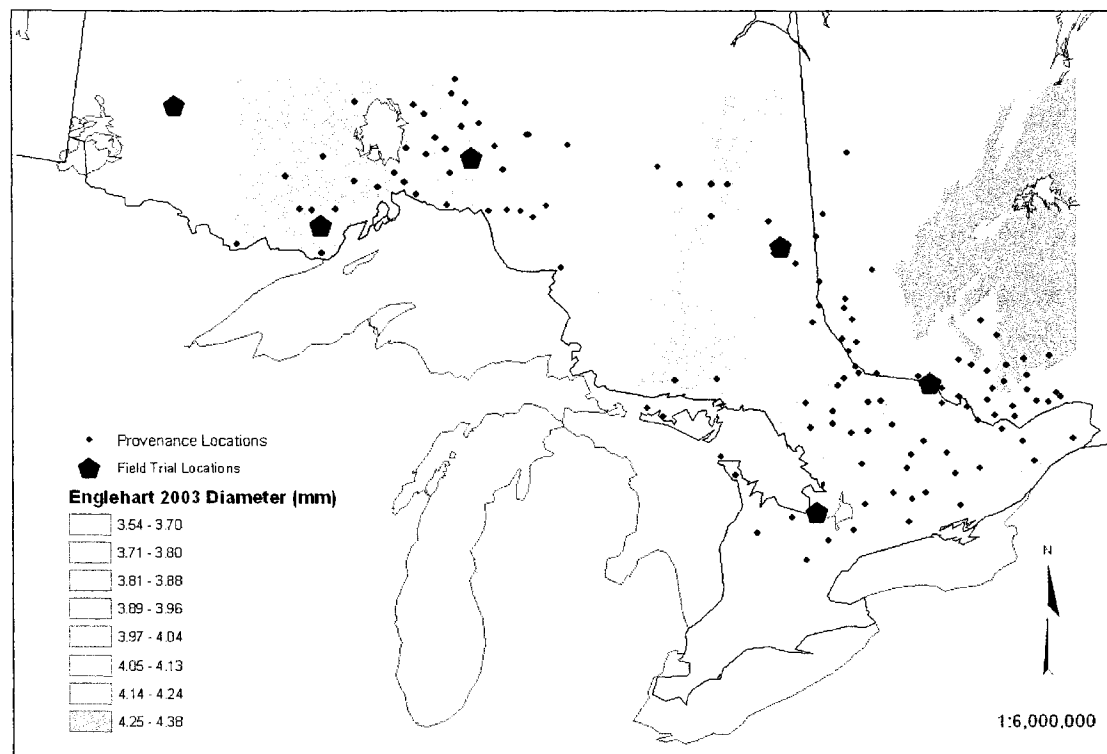 Provenance Locations
Field Trial Locations
Englehart 2003 Diameter (mm)
3.54 - 3.70
3.71 - 3.80
3.81 - 3.88
3.89 - 3.96
3.97 - 4.04
4.05 - 4.13
4.14 - 4.24
4.25 - 4.38
N
1:6,000,000